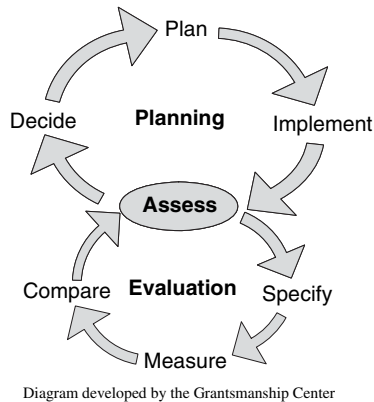 Plan
Decide
Planning
Implement
Assess
Compare
Evaluation
Specify
Measure
Diagram developed by the Grantsmanship Center